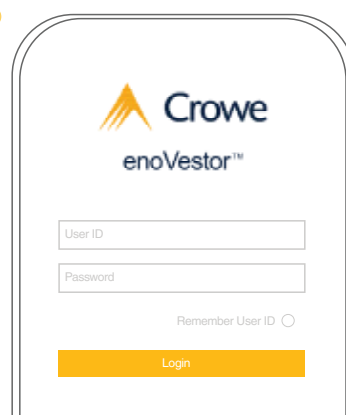 Crowe
enoVestor™
User ID
Password
Remember User ID
Login